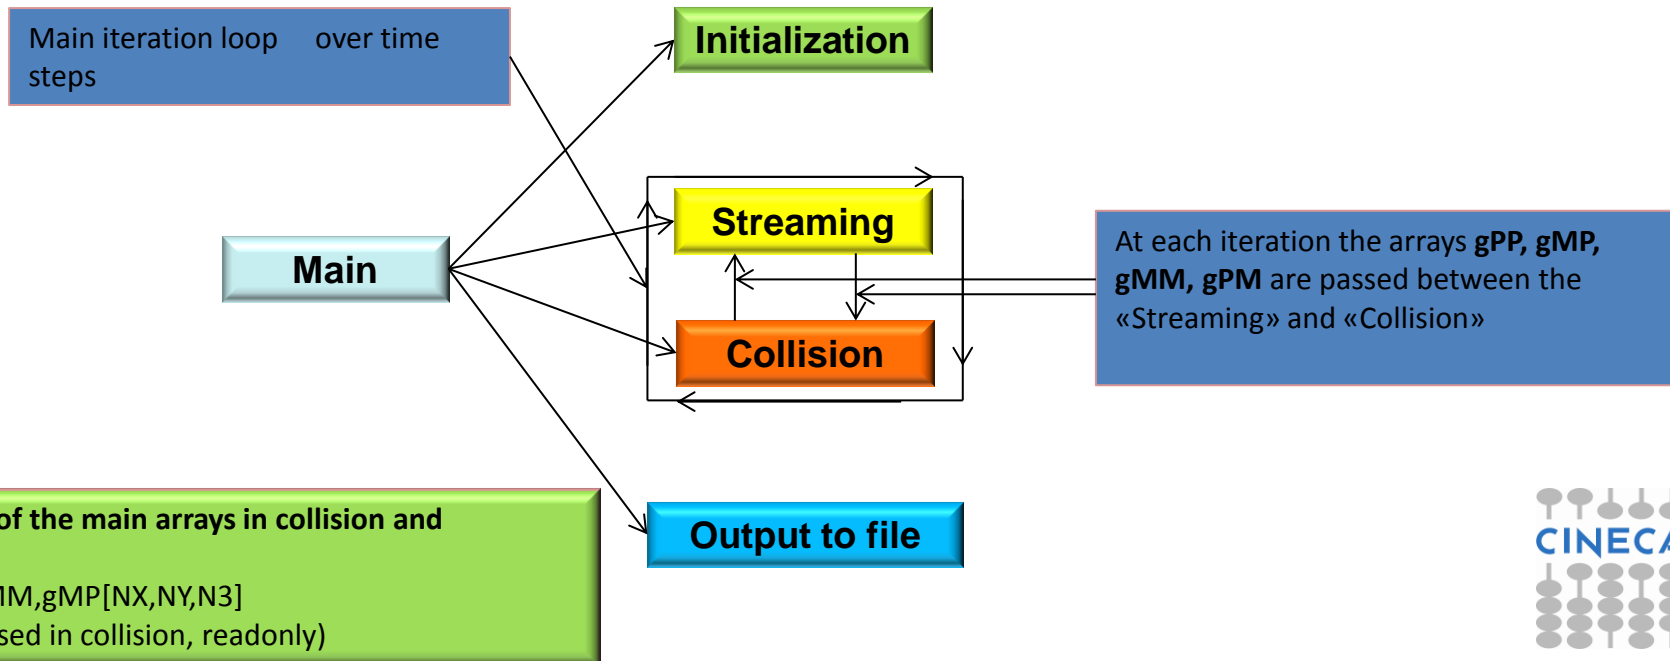 Main iteration loop over time
steps
Initialization
Streaming
Main
Collision
At each iteration the arrays gPP, gMP,
gMM, gPM are passed between the
«Streaming» and «Collision»
of the main arrays in collision and
MM,gMP[NX,NY,N3]
sed in collision, readonly)
Output to file
CINECA